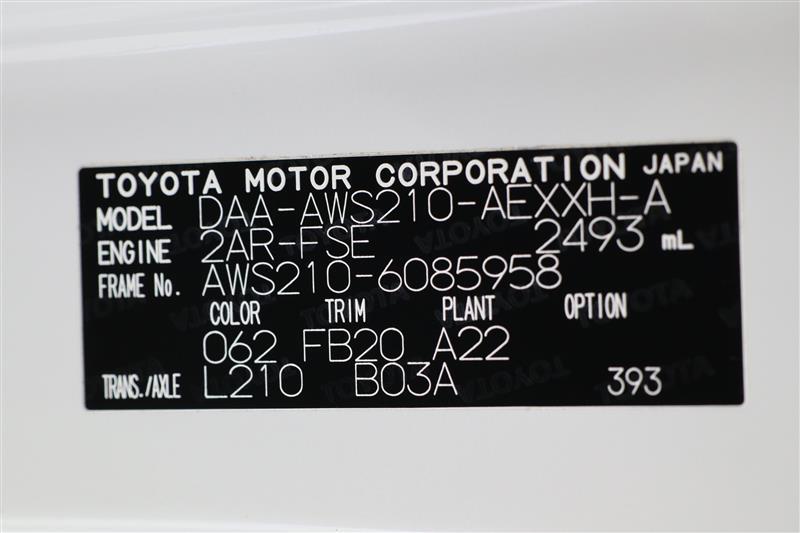 TOYOTA MOTOR CORPORATION JAPAN
MODEL DAA-AWS210-AEXXH-A
ENGINE 2AR-FSE 2493 mL
FRAME No. AWS210-6085958
COLOR TRIM PLANT OPTION
062 FB20 A22
TRANS./AXLE L210 B03A 393